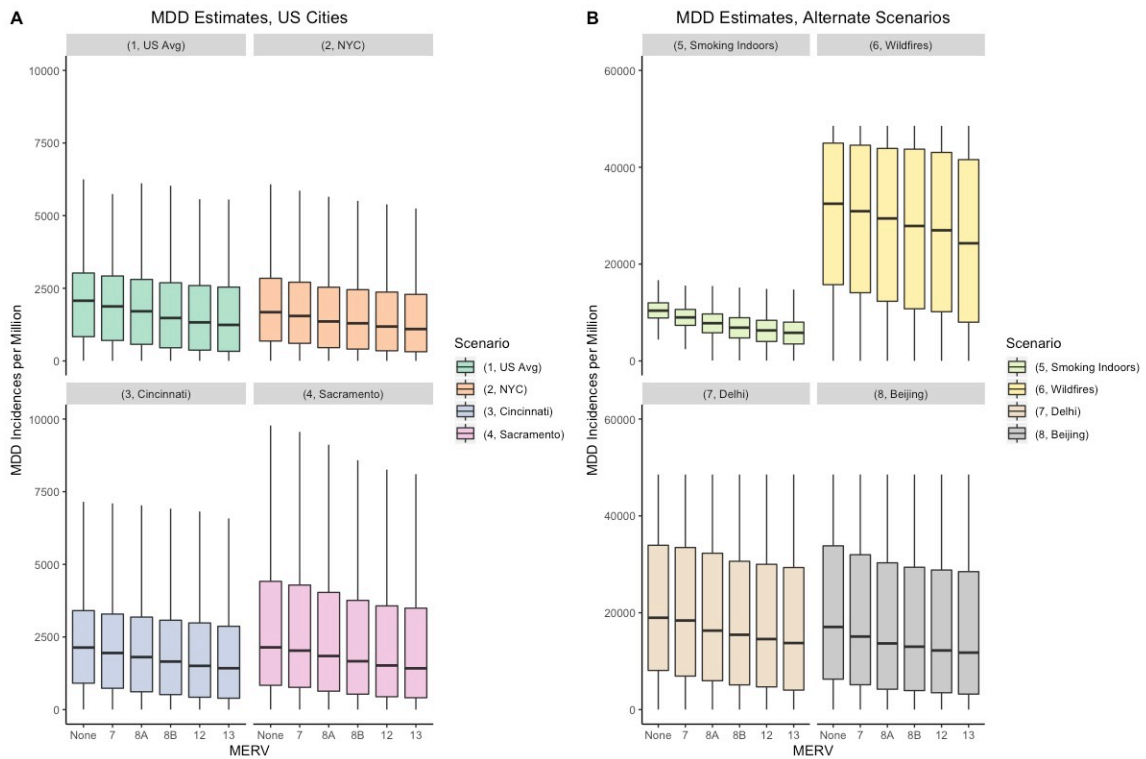 A
MDD Estimates, US Cities
(1, US Avg)
(2, NYC)
10000
7500
5000
2500
0
(3, Cincinnati)
(4, Sacramento)
10000
7500
5000
2500
0
MDD Incidences per Million
None 7 8A 8B 12 13
None 7 8A 8B 12 13
MERV
Scenario
(1, US Avg)
(2, NYC)
(3, Cincinnati)
(4, Sacramento)
B
MDD Estimates, Alternate Scenarios
(5, Smoking Indoors)
(6, Wildfires)
60000
40000
20000
0
(7, Delhi)
(8, Beijing)
60000
40000
20000
0
MDD Incidences per Million
None 7 8A 8B 12 13
None 7 8A 8B 12 13
MERV
Scenario
(5, Smoking Indoors)
(6, Wildfires)
(7, Delhi)
(8, Beijing)